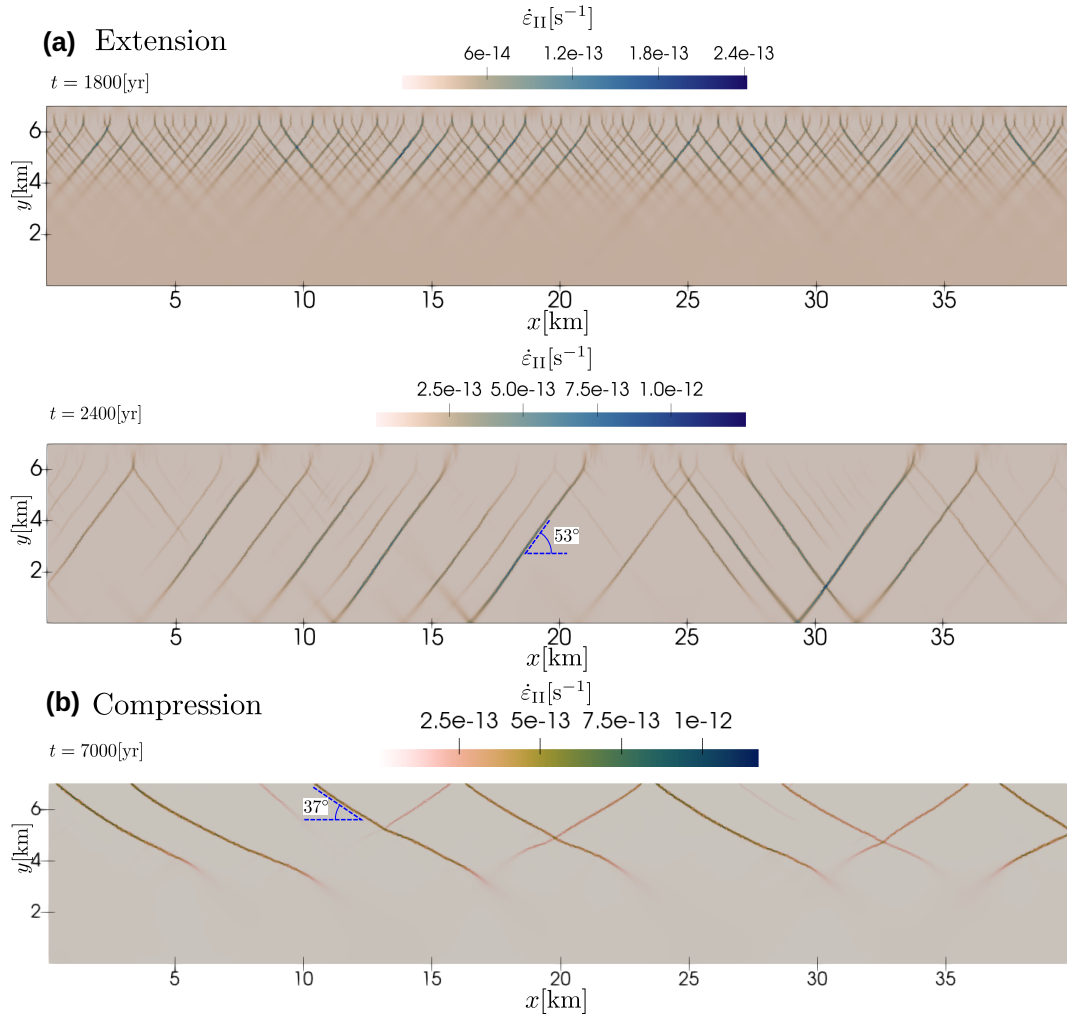 ε̇II[s−1]
(a) Extension
6e-14 1.2e-13 1.8e-13 2.4e-13
t = 1800[yr]
6
4
2
y[km]
5 10 15 20 25 30 35
x[km]
ε̇II[s−1]
2.5e-13 5.0e-13 7.5e-13 1.0e-12
t = 2400[yr]
6
4
2
y[km]
53°
5 10 15 20 25 30 35
x[km]
(b) Compression
ε̇II[s−1]
2.5e-13 5e-13 7.5e-13 1e-12
t = 7000[yr]
6
4
2
y[km]
37°
5 10 15 20 25 30 35
x[km]